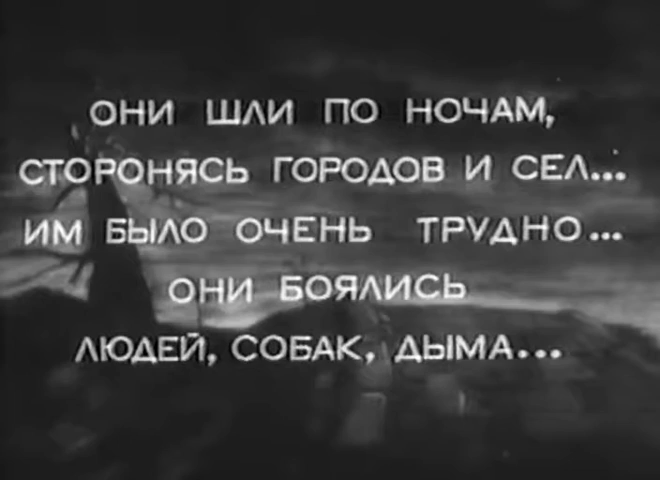 ОНИ ШЛИ ПО НОЧАМ,
СТОРОНЯСЬ ГОРОДОВ И СЕЛ...
ИМ БЫЛО ОЧЕНЬ ТРУДНО...
ОНИ БОЯЛИСЬ
ЛЮДЕЙ, СОБАК, ДЫМА...